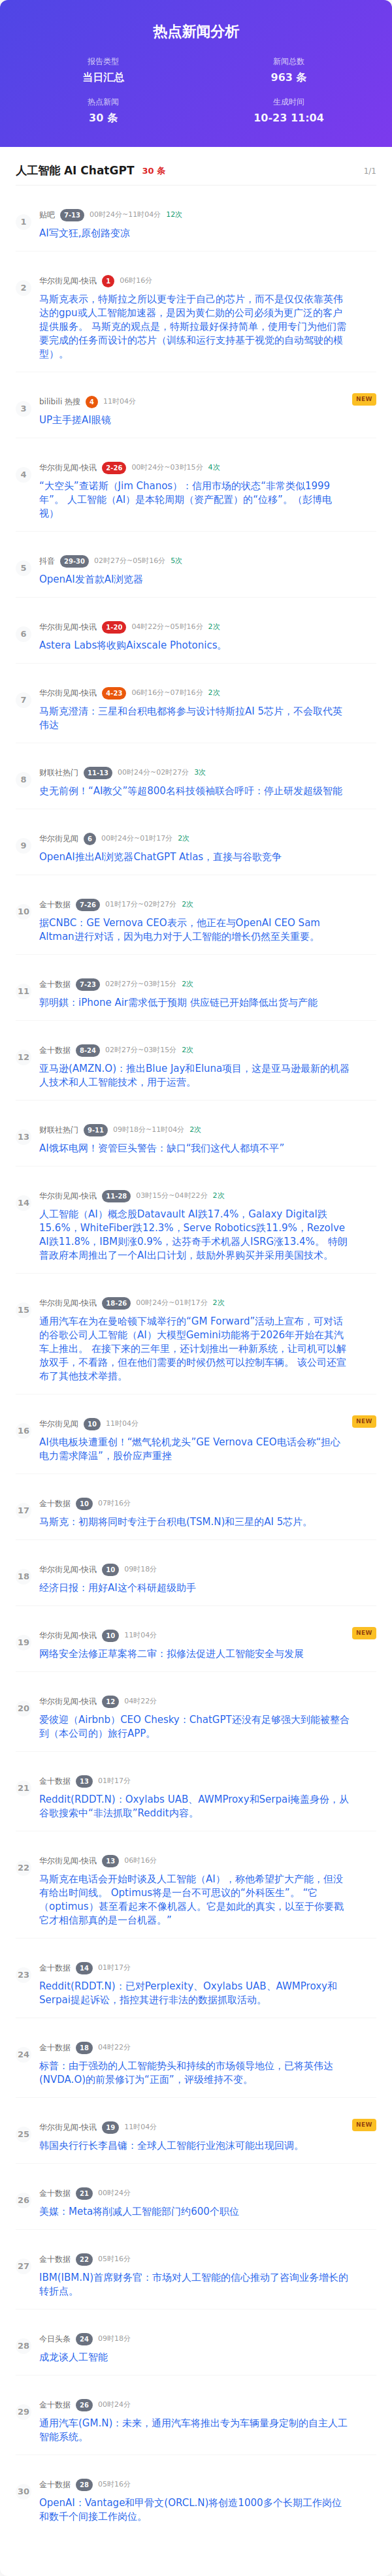 热点新闻分析
报告类型
当日汇总
新闻总数
963 条
热点新闻
30 条
生成时间
10-23 11:04
人工智能 AI ChatGPT 30 条 1/1
1
贴吧 7-13 00时24分~11时04分 12次
AI写文狂,原创路变凉
2
华尔街见闻-快讯 1 06时16分
马斯克表示，特斯拉之所以更专注于自己的芯片，而不是仅仅依靠英伟
达的gpu或人工智能加速器，是因为黄仁勋的公司必须为更广泛的客户
提供服务。 马斯克的观点是，特斯拉最好保持简单，使用专门为他们需
要完成的任务而设计的芯片（训练和运行支持基于视觉的自动驾驶的模
型）。
3
bilibili 热搜 4 11时04分
NEW
UP主手搓AI眼镜
4
华尔街见闻-快讯 2-26 00时24分~03时15分 4次
“大空头”查诺斯（Jim Chanos）：信用市场的状态“非常类似1999
年”。 人工智能（AI）是本轮周期（资产配置）的“位移”。（彭博电
视）
5
抖音 29-30 02时27分~05时16分 5次
OpenAI发首款AI浏览器
6
华尔街见闻-快讯 1-20 04时22分~05时16分 2次
Astera Labs将收购Aixscale Photonics。
7
华尔街见闻-快讯 4-23 06时16分~07时16分 2次
马斯克澄清：三星和台积电都将参与设计特斯拉AI 5芯片，不会取代英
伟达
8
财联社热门 11-13 00时24分~02时27分 3次
史无前例！“AI教父”等超800名科技领袖联合呼吁：停止研发超级智能
9
华尔街见闻 6 00时24分~01时17分 2次
OpenAI推出AI浏览器ChatGPT Atlas，直接与谷歌竞争
10
金十数据 7-26 01时17分~02时27分 2次
据CNBC：GE Vernova CEO表示，他正在与OpenAI CEO Sam
Altman进行对话，因为电力对于人工智能的增长仍然至关重要。
11
金十数据 7-23 02时27分~03时15分 2次
郭明錤：iPhone Air需求低于预期 供应链已开始降低出货与产能
12
金十数据 8-24 02时27分~03时15分 2次
亚马逊(AMZN.O)：推出Blue Jay和Eluna项目，这是亚马逊最新的机器
人技术和人工智能技术，用于运营。
13
财联社热门 9-11 09时18分~11时04分 2次
AI饿坏电网！资管巨头警告：缺口“我们这代人都填不平”
14
华尔街见闻-快讯 11-28 03时15分~04时22分 2次
人工智能（AI）概念股Datavault AI跌17.4%，Galaxy Digital跌
15.6%，WhiteFiber跌12.3%，Serve Robotics跌11.9%，Rezolve
AI跌11.8%，IBM则涨0.9%，达芬奇手术机器人ISRG涨13.4%。 特朗
普政府本周推出了一个AI出口计划，鼓励外界购买并采用美国技术。
15
华尔街见闻-快讯 18-26 00时24分~01时17分 2次
通用汽车在为在曼哈顿下城举行的“GM Forward”活动上宣布，可对话
的谷歌公司人工智能（AI）大模型Gemini功能将于2026年开始在其汽
车上推出。 在接下来的三年里，还计划推出一种新系统，让司机可以解
放双手，不看路，但在他们需要的时候仍然可以控制车辆。 该公司还宣
布了其他技术举措。
16
华尔街见闻 10 11时04分
NEW
AI供电板块遭重创！“燃气轮机龙头”GE Vernova CEO电话会称“担心
电力需求降温”，股价应声重挫
17
金十数据 10 07时16分
马斯克：初期将同时专注于台积电(TSM.N)和三星的AI 5芯片。
18
华尔街见闻-快讯 10 09时18分
经济日报：用好AI这个科研超级助手
19
华尔街见闻-快讯 10 11时04分
NEW
网络安全法修正草案将二审：拟修法促进人工智能安全与发展
20
华尔街见闻-快讯 12 04时22分
爱彼迎（Airbnb）CEO Chesky：ChatGPT还没有足够强大到能被整合
到（本公司的）旅行APP。
21
金十数据 13 01时17分
Reddit(RDDT.N)：Oxylabs UAB、AWMProxy和Serpai掩盖身份，从
谷歌搜索中“非法抓取”Reddit内容。
22
华尔街见闻-快讯 13 06时16分
马斯克在电话会开始时谈及人工智能（AI），称他希望扩大产能，但没
有给出时间线。 Optimis将是一台不可思议的“外科医生”。 “它
（optimus）甚至看起来不像机器人。它是如此的真实，以至于你要戳
它才相信那真的是一台机器。”
23
金十数据 14 01时17分
Reddit(RDDT.N)：已对Perplexity、Oxylabs UAB、AWMProxy和
Serpai提起诉讼，指控其进行非法的数据抓取活动。
24
金十数据 18 04时22分
标普：由于强劲的人工智能势头和持续的市场领导地位，已将英伟达
(NVDA.O)的前景修订为“正面”，评级维持不变。
25
华尔街见闻-快讯 19 11时04分
NEW
韩国央行行长李昌镛：全球人工智能行业泡沫可能出现回调。
26
金十数据 21 00时24分
美媒：Meta将削减人工智能部门约600个职位
27
金十数据 22 05时16分
IBM(IBM.N)首席财务官：市场对人工智能的信心推动了咨询业务增长的
转折点。
28
今日头条 24 09时18分
成龙谈人工智能
29
金十数据 26 00时24分
通用汽车(GM.N)：未来，通用汽车将推出专为车辆量身定制的自主人工
智能系统。
30
金十数据 28 05时16分
OpenAI：Vantage和甲骨文(ORCL.N)将创造1000多个长期工作岗位
和数千个间接工作岗位。